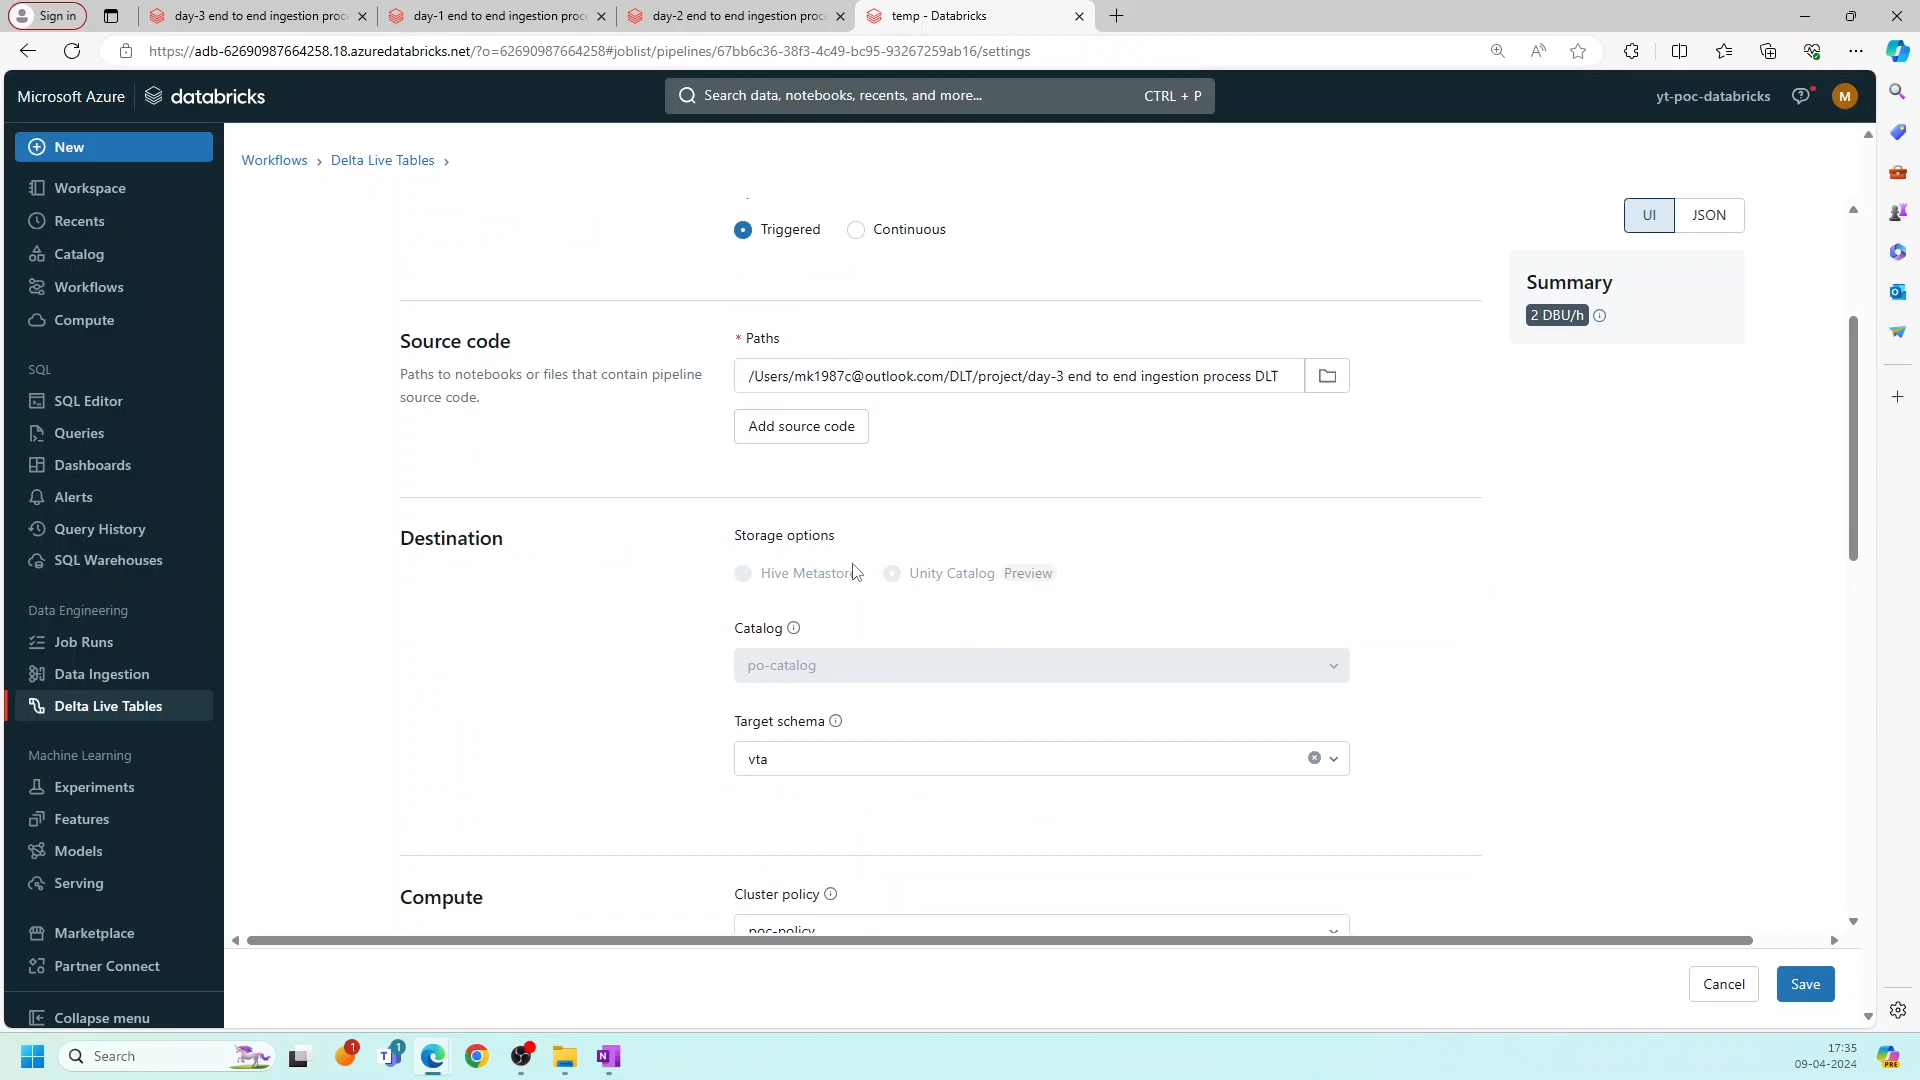 Sign in
day-3 end to end ingestion proc
day-1 end to end ingestion proc
day-2 end to end ingestion proc
temp - Databricks
https://adb-62690987664258.18.azuredatabricks.net/?o=62690987664258#joblist/pipelines/67bb6c36-38f3-4c49-bc95-93267259ab16/settings
Microsoft Azure
databricks
Search data, notebooks, recents, and more...
CTRL + P
yt-poc-databricks
M
New
Workspace
Recents
Catalog
Workflows
Compute
SQL
SQL Editor
Queries
Dashboards
Alerts
Query History
SQL Warehouses
Data Engineering
Job Runs
Data Ingestion
Delta Live Tables
Machine Learning
Experiments
Features
Models
Serving
Marketplace
Partner Connect
Collapse menu
Workflows › Delta Live Tables ›
Triggered
Continuous
UI
JSON
Summary
2 DBU/h
Source code
Paths to notebooks or files that contain pipeline
source code.
* Paths
/Users/mk1987c@outlook.com/DLT/project/day-3 end to end ingestion process DLT
Add source code
Destination
Storage options
Hive Metastore
Unity Catalog
Preview
Catalog
po-catalog
Target schema
vta
Compute
Cluster policy
poc-policy
Cancel
Save
Search
1
1
PRE
17:35
09-04-2024